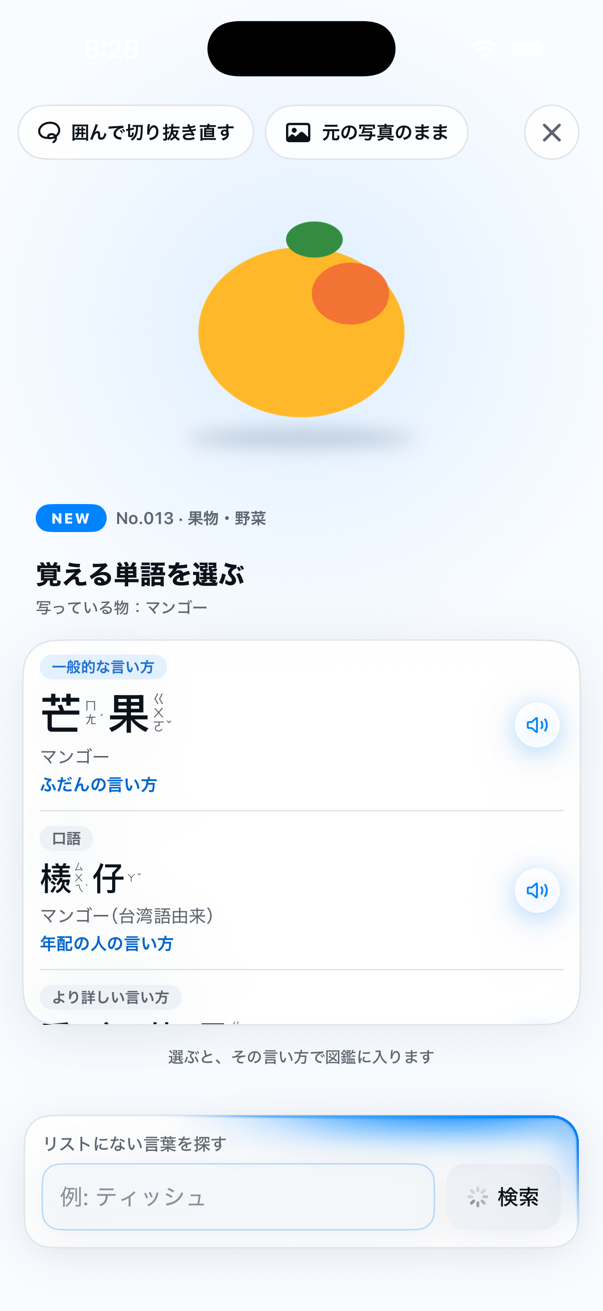 8:28
囲んで切り抜き直す
元の写真のまま
NEW No.013・果物・野菜
覚える単語を選ぶ
写っている物：マンゴー
一般的な言い方
芒ㄇㄤˊ果ㄍㄨㄛˇ
マンゴー
ふだんの言い方
口語
檨ㄙㄨㄟ仔ㄚˇ
マンゴー（台湾語由来）
年配の人の言い方
より詳しい言い方
選ぶと、その言い方で図鑑に入ります
リストにない言葉を探す
例: ティッシュ
検索